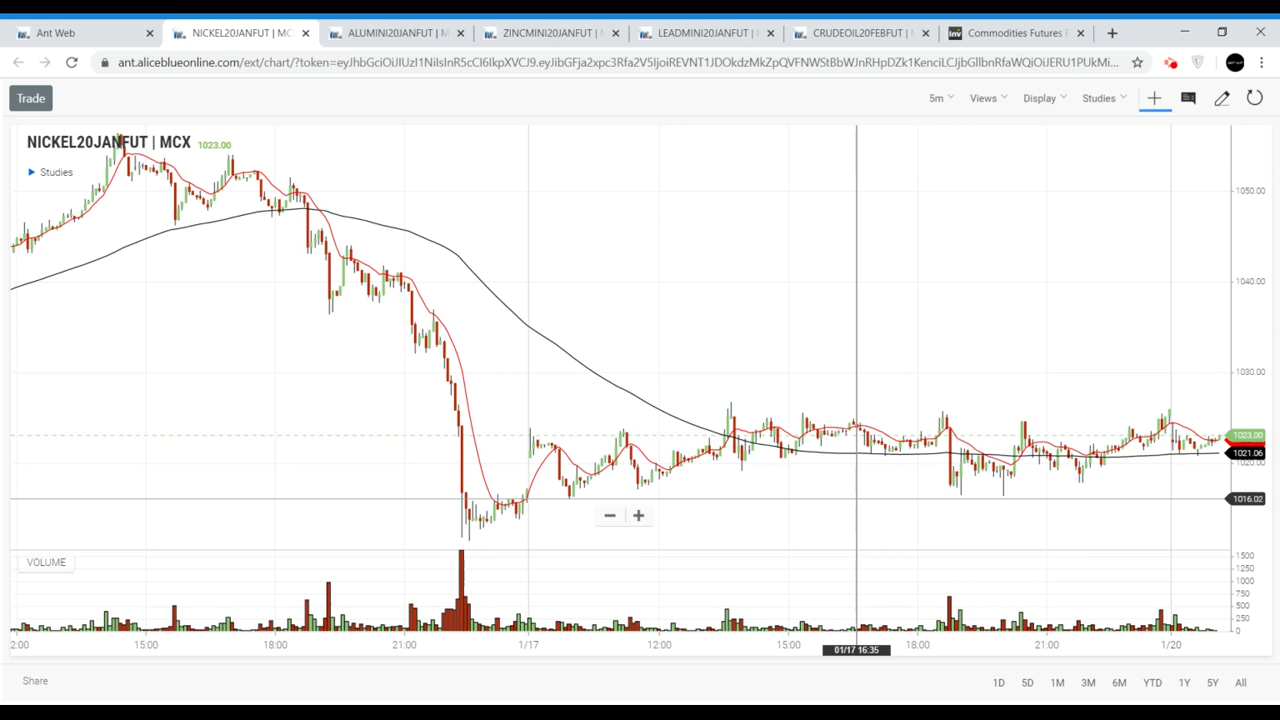 Ant Web
NICKEL20JANFUT | MC
ALUMINI20JANFUT | M
ZINCMINI20JANFUT | M
LEADMINI20JANFUT | M
CRUDEOIL20FEBFUT | M
Inv
Commodities Futures P
Trade
5m
Views
Display
Studies
NICKEL20JANFUT | MCX
1023.00
Studies
1050.00
1040.00
1030.00
1023.00
1021.06
1020.00
1016.02
VOLUME
1500
1250
1000
750
500
250
0
2:00
15:00
18:00
21:00
1/17
12:00
15:00
01/17 16:35
18:00
21:00
1/20
Share
1D
5D
1M
3M
6M
YTD
1Y
5Y
All